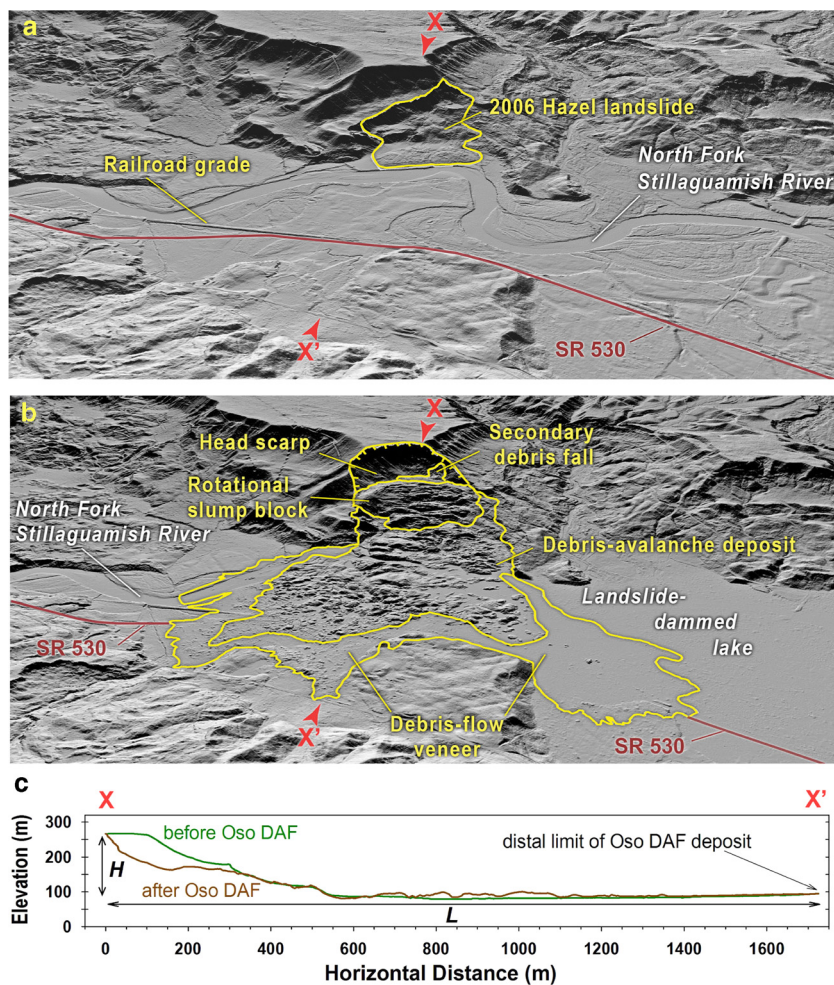 a
X
2006 Hazel landslide
Railroad grade
North Fork
Stillaguamish River
SR 530
X’
b
X
Head scarp
Secondary
debris fall
Rotational
slump block
North Fork
Stillaguamish River
Debris-avalanche deposit
Landslide-
dammed
lake
SR 530
Debris-flow
veneer
X’
SR 530
c
X
X’
Elevation (m)
300
200
100
0
before Oso DAF
after Oso DAF
H
L
distal limit of Oso DAF deposit
0 200 400 600 800 1000 1200 1400 1600
Horizontal Distance (m)